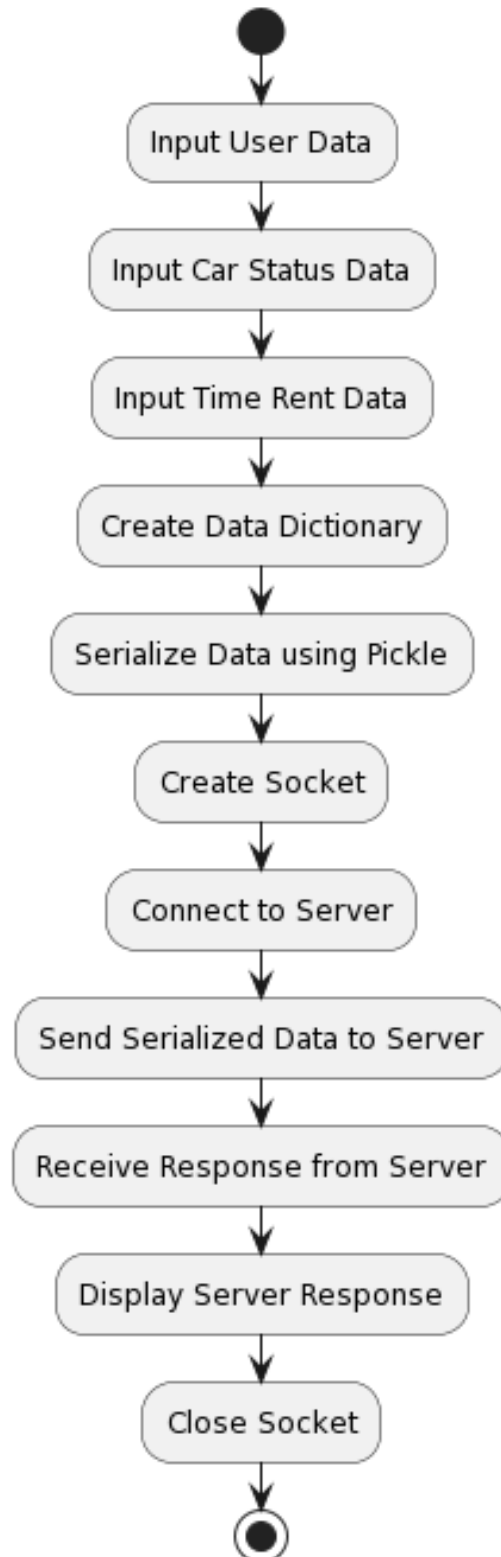 Input User Data
Input Car Status Data
Input Time Rent Data
Create Data Dictionary
Serialize Data using Pickle
Create Socket
Connect to Server
Send Serialized Data to Server
Receive Response from Server
Display Server Response
Close Socket